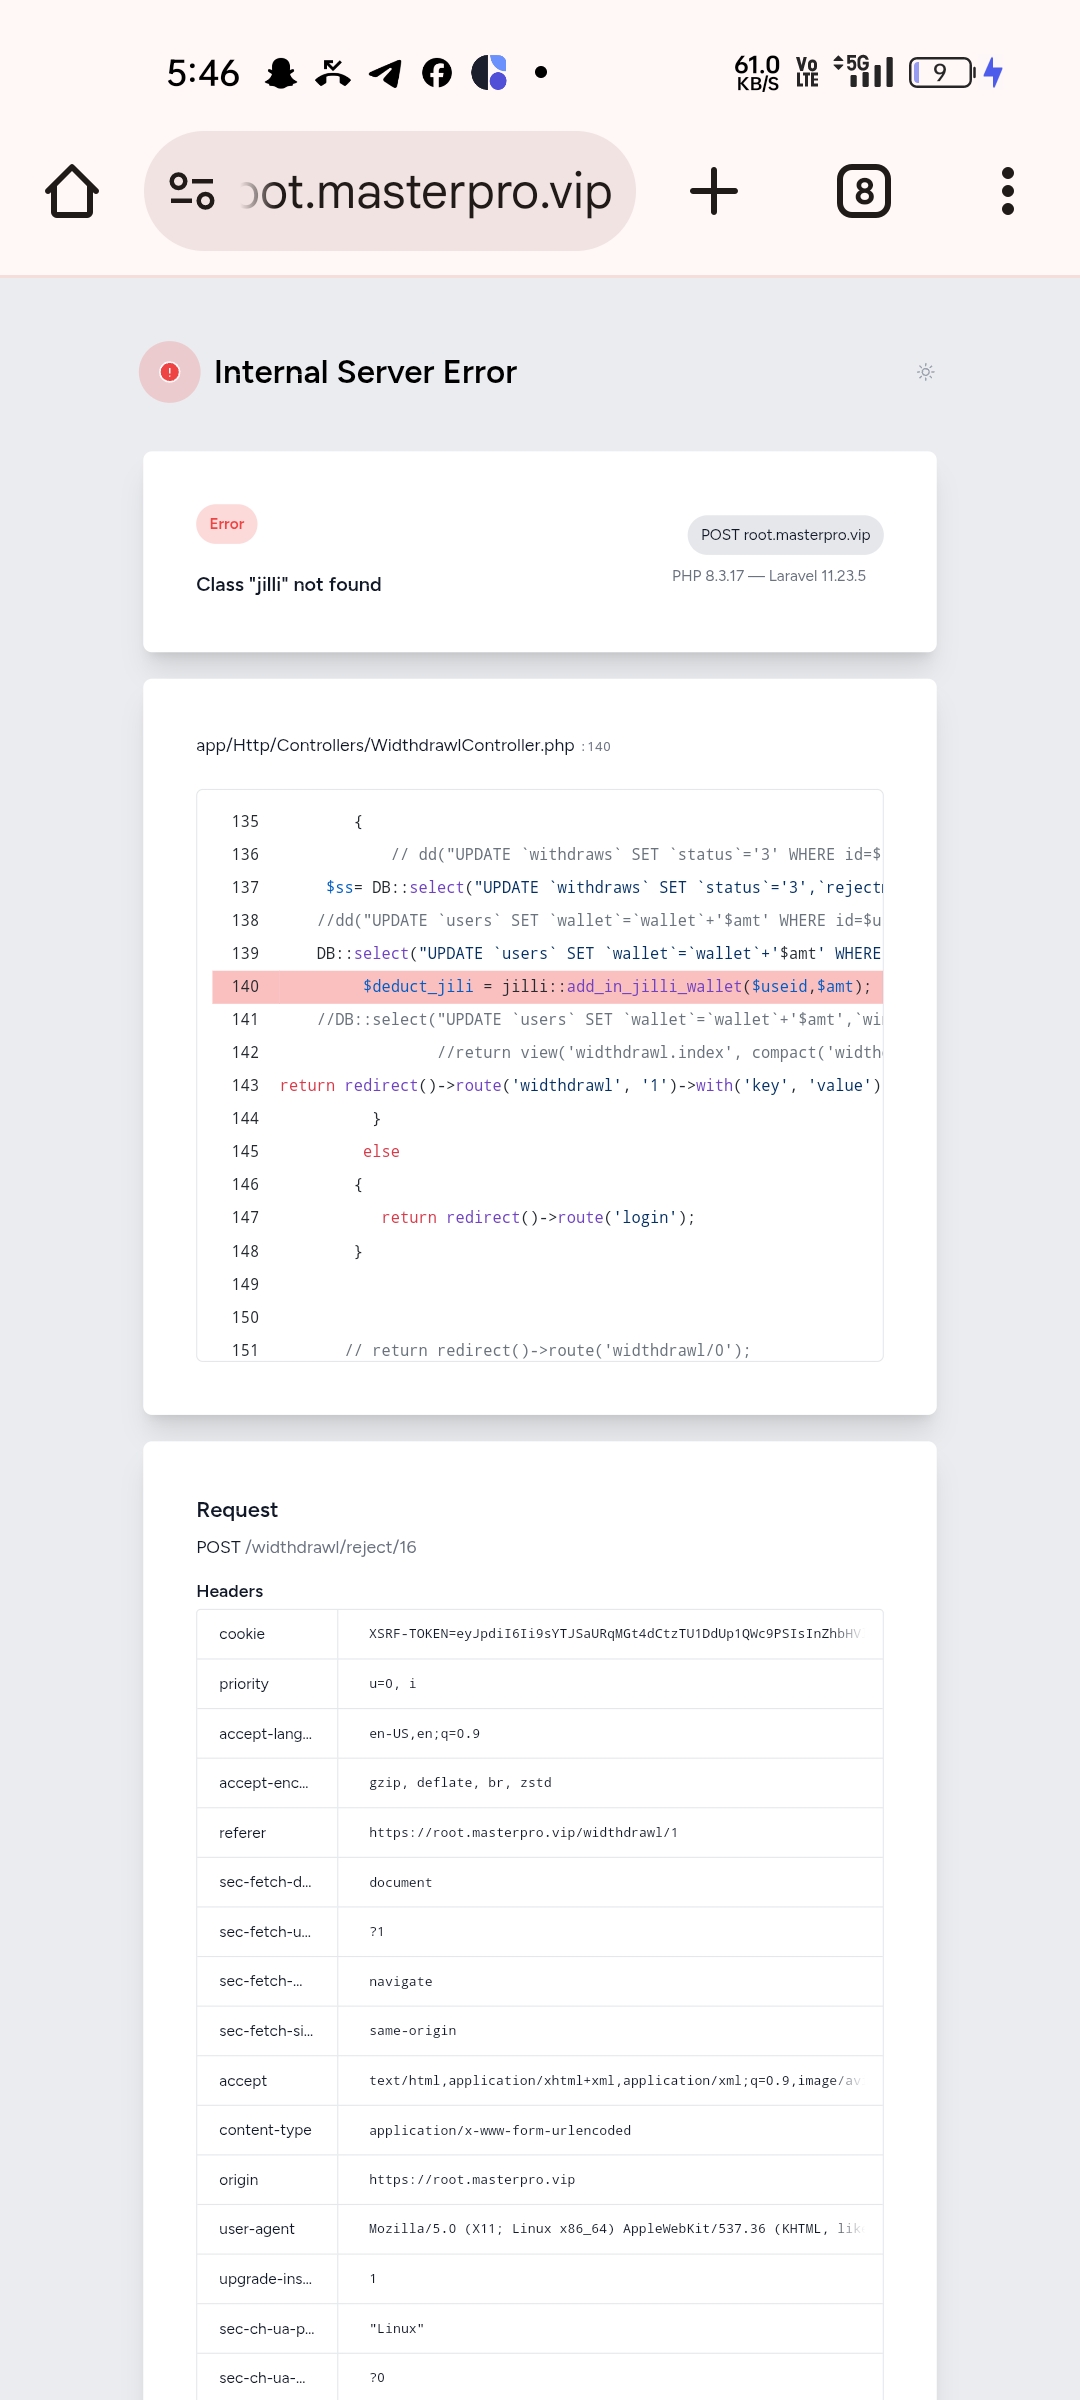 5:46 61.0 KB/S Vo LTE 5G 9
ot.masterpro.vip 8
Internal Server Error
Error
POST root.masterpro.vip
Class "jilli" not found
PHP 8.3.17 — Laravel 11.23.5
app/Http/Controllers/WidthdrawlController.php :140
135 {
136 // dd("UPDATE `withdraws` SET `status`='3' WHERE id=$
137 $ss= DB::select("UPDATE `withdraws` SET `status`='3',`reject
138 //dd("UPDATE `users` SET `wallet`=`wallet`+'$amt' WHERE id=$u
139 DB::select("UPDATE `users` SET `wallet`=`wallet`+'$amt' WHERE
140 $deduct_jili = jilli::add_in_jilli_wallet($useid,$amt);
141 //DB::select("UPDATE `users` SET `wallet`=`wallet`+'$amt',`wi
142 //return view('widthdrawl.index', compact('width
143 return redirect()->route('widthdrawl', '1')->with('key', 'value')
144 }
145 else
146 {
147 return redirect()->route('login');
148 }
149
150
151 // return redirect()->route('widthdrawl/0');
Request
POST /widthdrawl/reject/16
Headers
cookie XSRF-TOKEN=eyJpdiI6Ii9sYTJSaURqMGt4dCtzTU1DdUp1QWc9PSIsInZhbHV
priority u=0, i
accept-lang... en-US,en;q=0.9
accept-enc... gzip, deflate, br, zstd
referer https://root.masterpro.vip/widthdrawl/1
sec-fetch-d... document
sec-fetch-u... ?1
sec-fetch-... navigate
sec-fetch-si... same-origin
accept text/html,application/xhtml+xml,application/xml;q=0.9,image/av
content-type application/x-www-form-urlencoded
origin https://root.masterpro.vip
user-agent Mozilla/5.0 (X11; Linux x86_64) AppleWebKit/537.36 (KHTML, lik
upgrade-ins... 1
sec-ch-ua-p... "Linux"
sec-ch-ua-... ?0